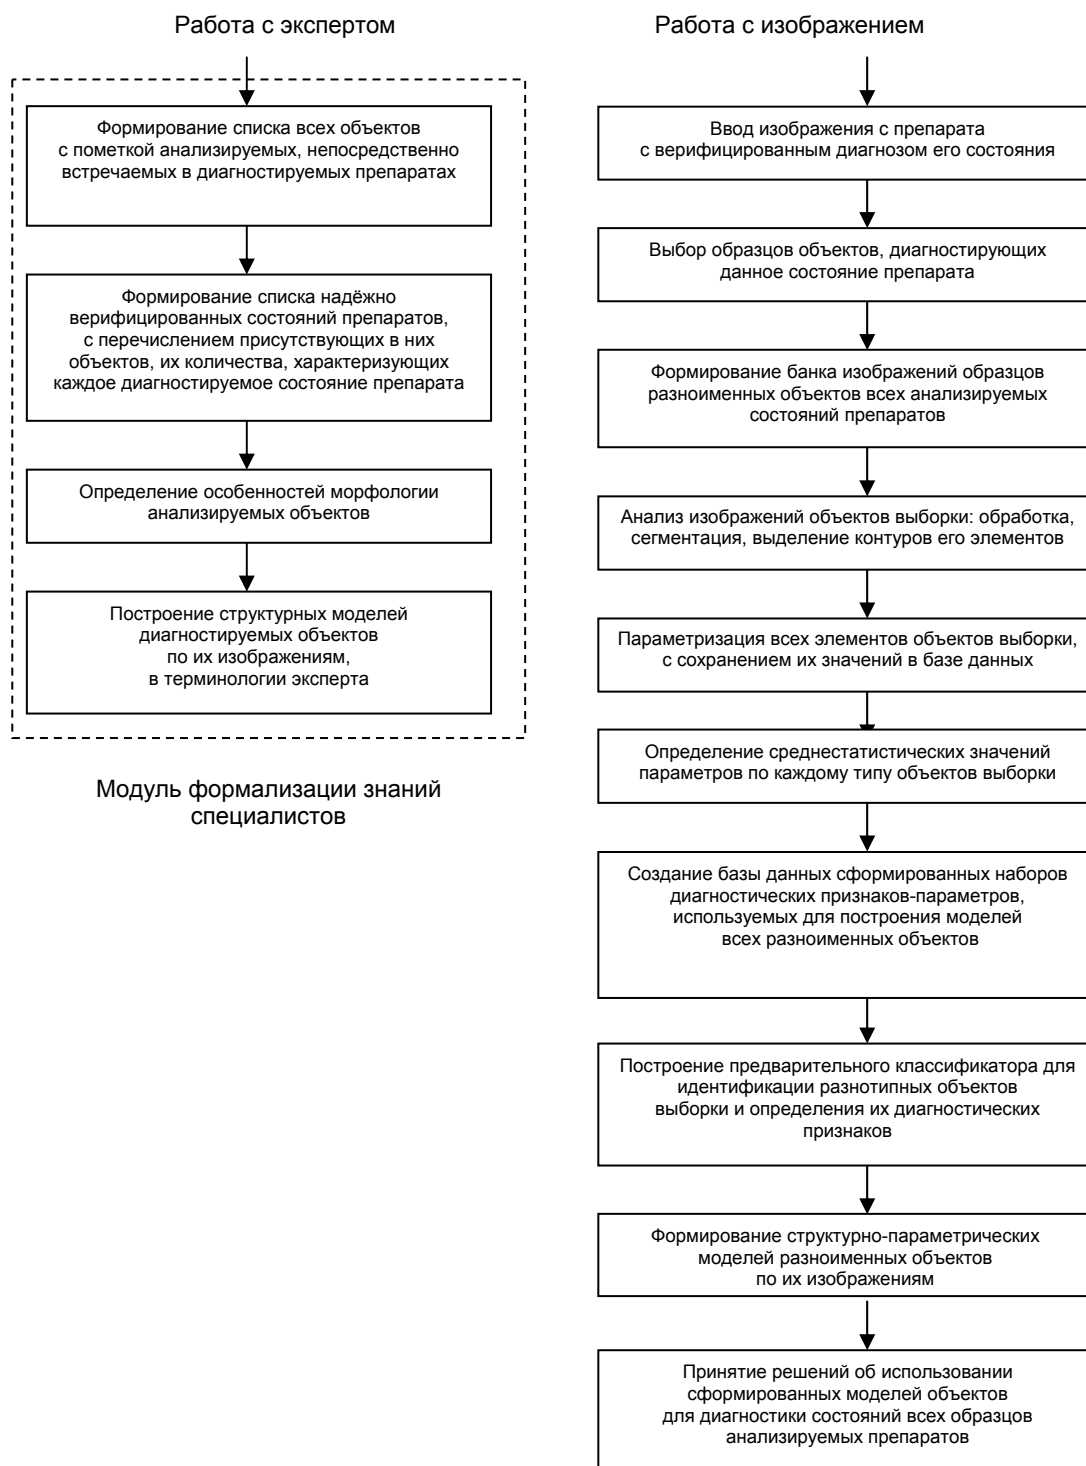 Работа с экспертом
Формирование списка всех объектов
с пометкой анализируемых, непосредственно
встречаемых в диагностируемых препаратах
Формирование списка надёжно
верифицированных состояний препаратов,
с перечислением присутствующих в них
объектов, их количества, характеризующих
каждое диагностируемое состояние препарата
Определение особенностей морфологии
анализируемых объектов
Построение структурных моделей
диагностируемых объектов
по их изображениям,
в терминологии эксперта
Модуль формализации знаний
специалистов
Работа с изображением
Ввод изображения с препарата
с верифицированным диагнозом его состояния
Выбор образцов объектов, диагностирующих
данное состояние препарата
Формирование банка изображений образцов
разноименных объектов всех анализируемых
состояний препаратов
Анализ изображений объектов выборки: обработка,
сегментация, выделение контуров его элементов
Параметризация всех элементов объектов выборки,
с сохранением их значений в базе данных
Определение среднестатистических значений
параметров по каждому типу объектов выборки
Создание базы данных сформированных наборов
диагностических признаков-параметров,
используемых для построения моделей
всех разноименных объектов
Построение предварительного классификатора для
идентификации разнотипных объектов
выборки и определения их диагностических
признаков
Формирование структурно-параметрических
моделей разноименных объектов
по их изображениям
Принятие решений об использовании
сформированных моделей объектов
для диагностики состояний всех образцов
анализируемых препаратов